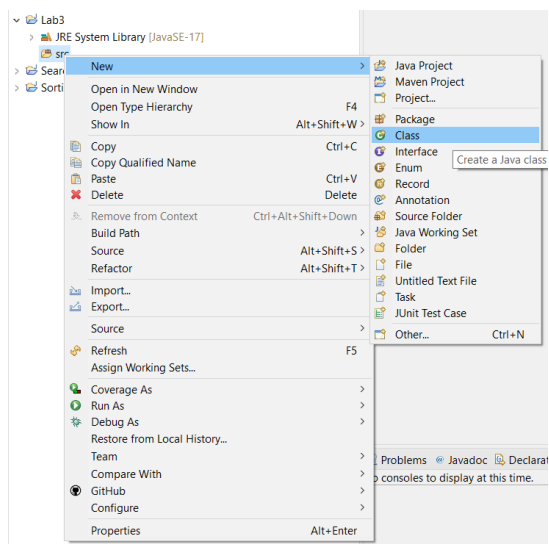 Lab3
JRE System Library [JavaSE-17]
src
New
Open in New Window
Open Type Hierarchy F4
Show In Alt+Shift+W >
Copy Ctrl+C
Copy Qualified Name
Paste Ctrl+V
Delete Delete
Remove from Context Ctrl+Alt+Shift+Down
Build Path
Source Alt+Shift+S >
Refactor Alt+Shift+T >
Import...
Export...
Source
Refresh F5
Assign Working Sets...
Coverage As
Run As
Debug As
Restore from Local History...
Team
Compare With
GitHub
Configure
Properties Alt+Enter
Java Project
Maven Project
Project...
Package
Class
Interface
Create a Java class
Enum
Record
Annotation
Source Folder
Java Working Set
Folder
File
Untitled Text File
Task
JUnit Test Case
Other... Ctrl+N
Problems Javadoc
consoles to display at this time.